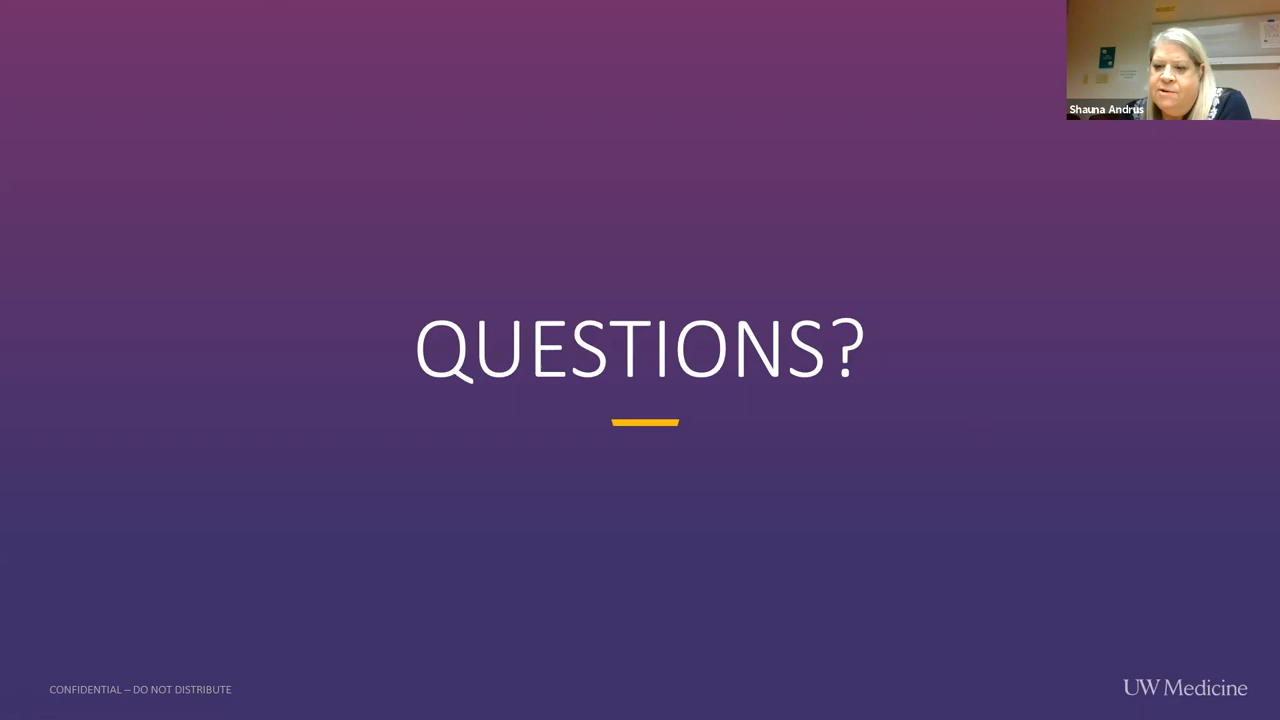 Shauna Andrus
QUESTIONS?
CONFIDENTIAL – DO NOT DISTRIBUTE
UW Medicine